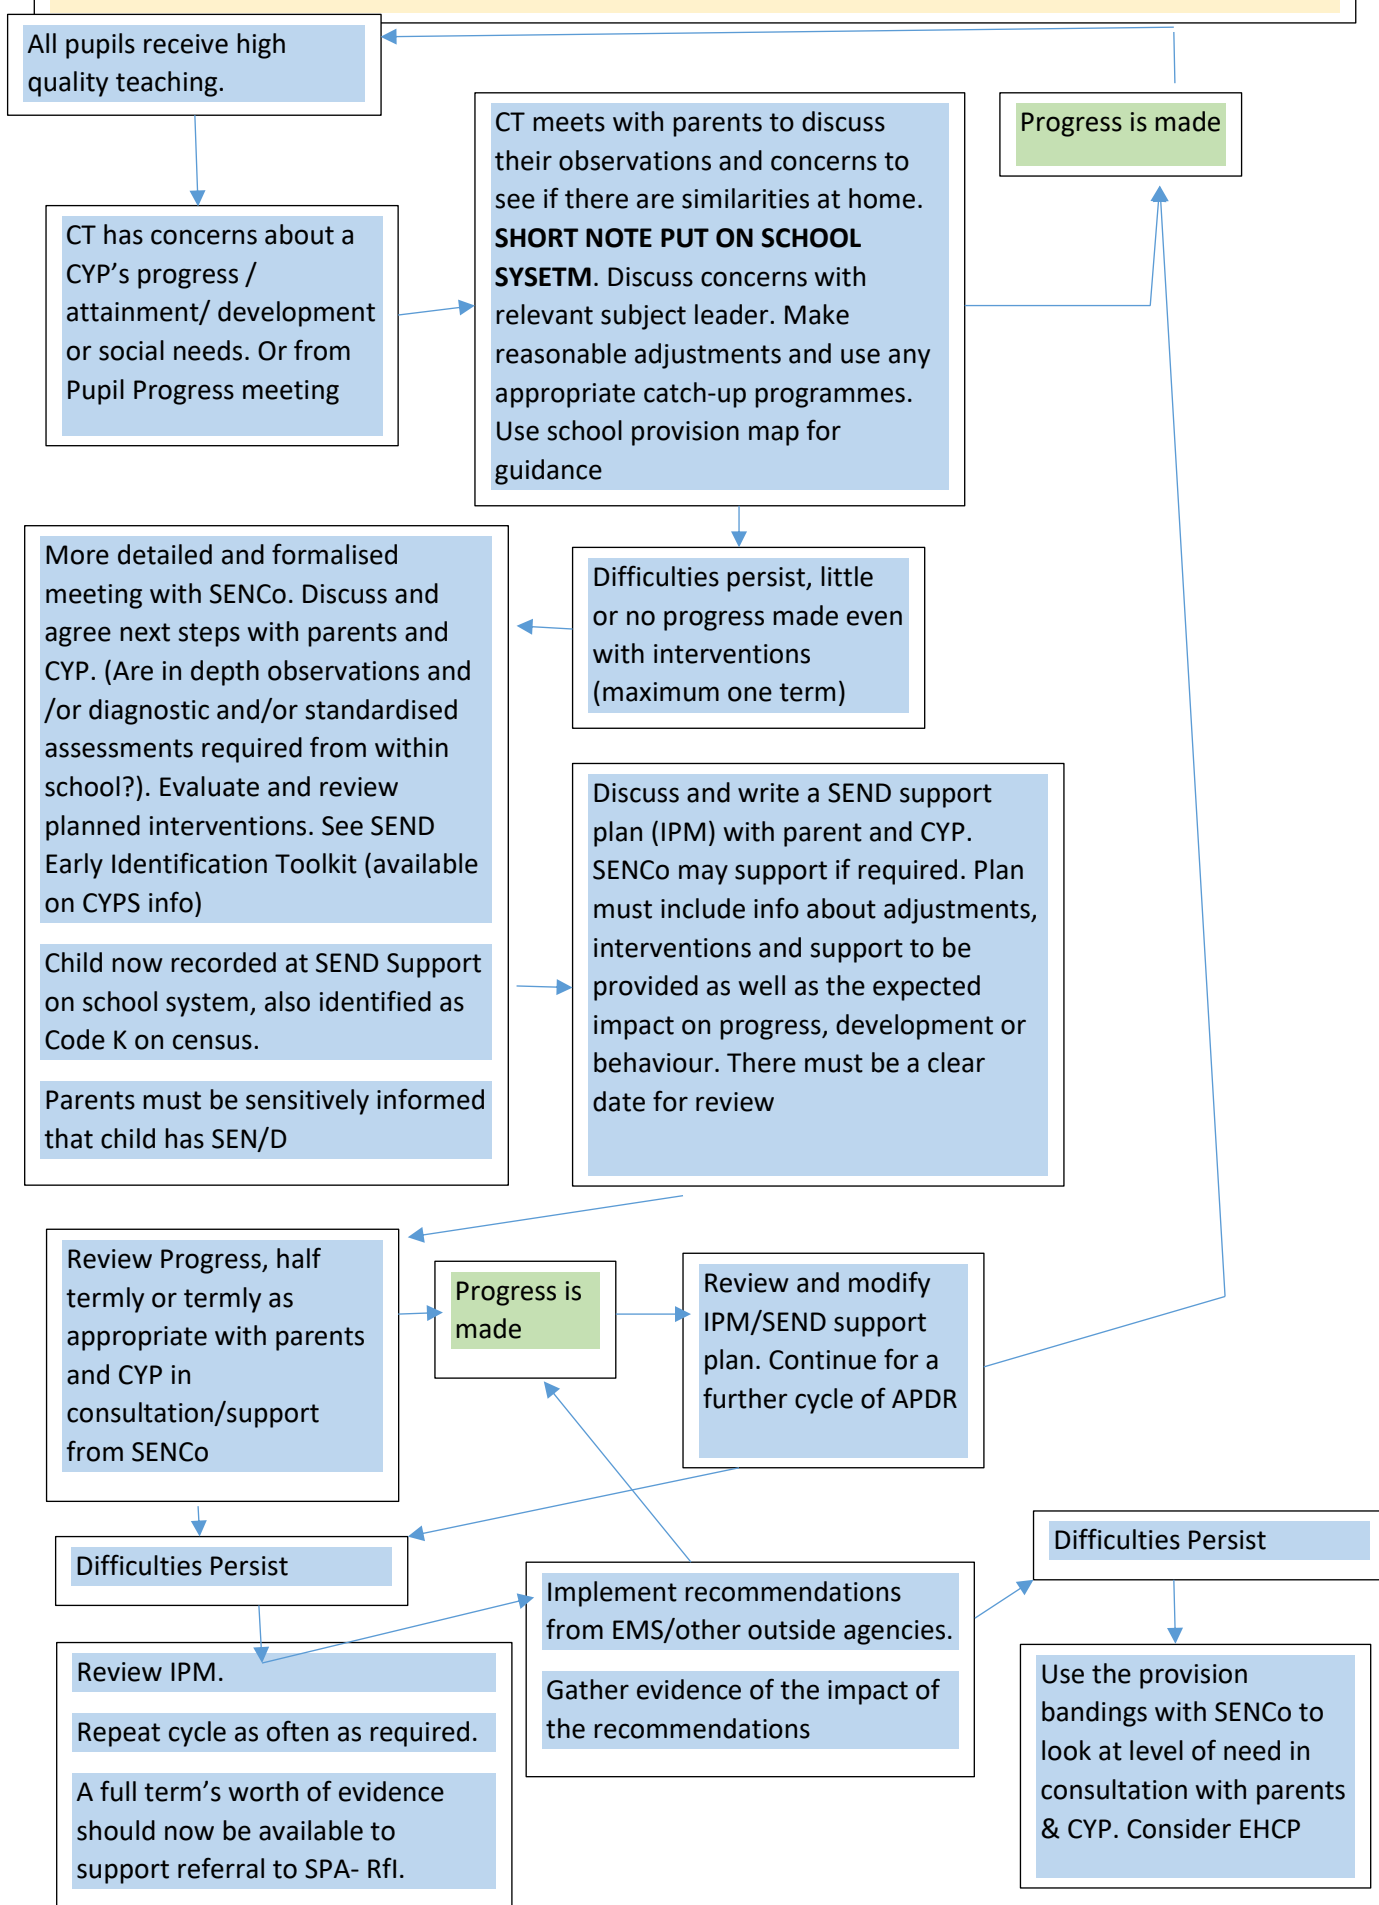 All pupils receive high
quality teaching.
Progress is made
CT meets with parents to discuss
their observations and concerns to
see if there are similarities at home.
SHORT NOTE PUT ON SCHOOL
SYSETM. Discuss concerns with
relevant subject leader. Make
reasonable adjustments and use any
appropriate catch-up programmes.
Use school provision map for
guidance
CT has concerns about a
CYP’s progress /
attainment/ development
or social needs. Or from
Pupil Progress meeting
More detailed and formalised
meeting with SENCo. Discuss and
agree next steps with parents and
CYP. (Are in depth observations and
/or diagnostic and/or standardised
assessments required from within
school?). Evaluate and review
planned interventions. See SEND
Early Identification Toolkit (available
on CYPS info)
Child now recorded at SEND Support
on school system, also identified as
Code K on census.
Parents must be sensitively informed
that child has SEN/D
Difficulties persist, little
or no progress made even
with interventions
(maximum one term)
Discuss and write a SEND support
plan (IPM) with parent and CYP.
SENCo may support if required. Plan
must include info about adjustments,
interventions and support to be
provided as well as the expected
impact on progress, development or
behaviour. There must be a clear
date for review
Review Progress, half
termly or termly as
appropriate with parents
and CYP in
consultation/support
from SENCo
Progress is
made
Review and modify
IPM/SEND support
plan. Continue for a
further cycle of APDR
Difficulties Persist
Difficulties Persist
Implement recommendations
from EMS/other outside agencies.
Gather evidence of the impact of
the recommendations
Review IPM.
Repeat cycle as often as required.
A full term’s worth of evidence
should now be available to
support referral to SPA- RfI.
Use the provision
bandings with SENCo to
look at level of need in
consultation with parents
& CYP. Consider EHCP